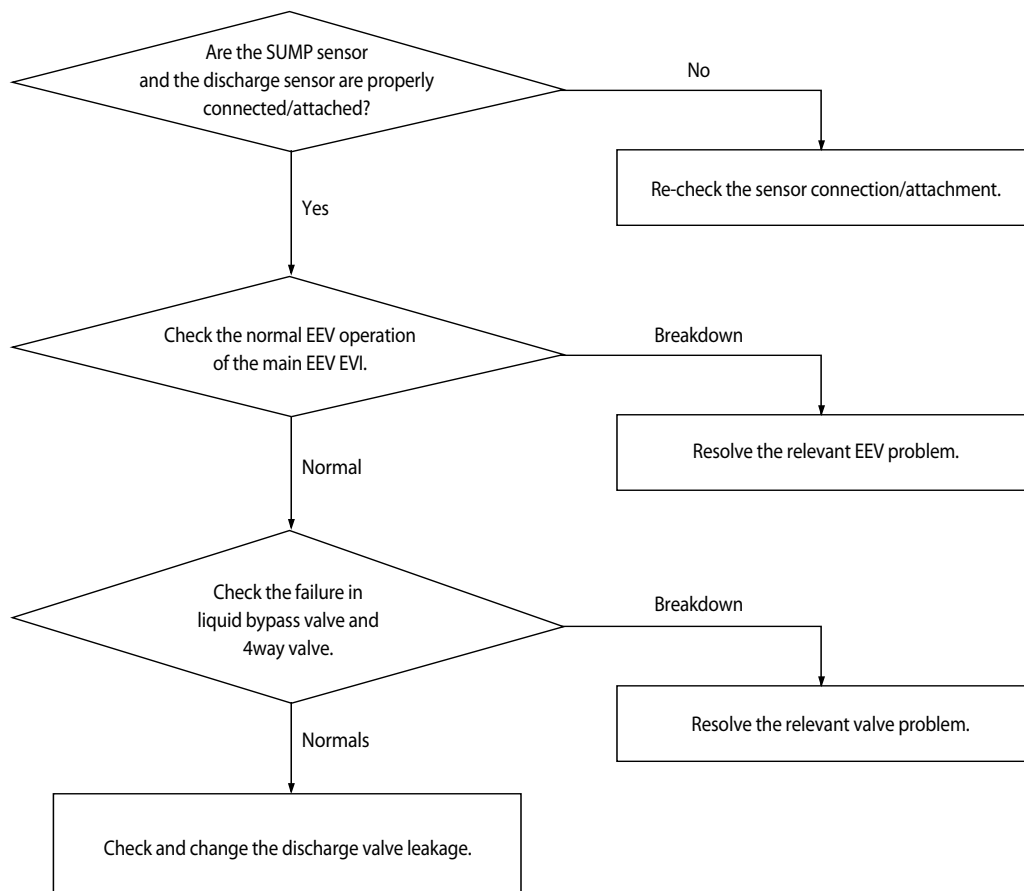 Are the SUMP sensor
and the discharge sensor are properly
connected/attached?
No
Re-check the sensor connection/attachment.
Yes
Check the normal EEV operation
of the main EEV EVI.
Breakdown
Resolve the relevant EEV problem.
Normal
Check the failure in
liquid bypass valve and
4way valve.
Breakdown
Resolve the relevant valve problem.
Normals
Check and change the discharge valve leakage.